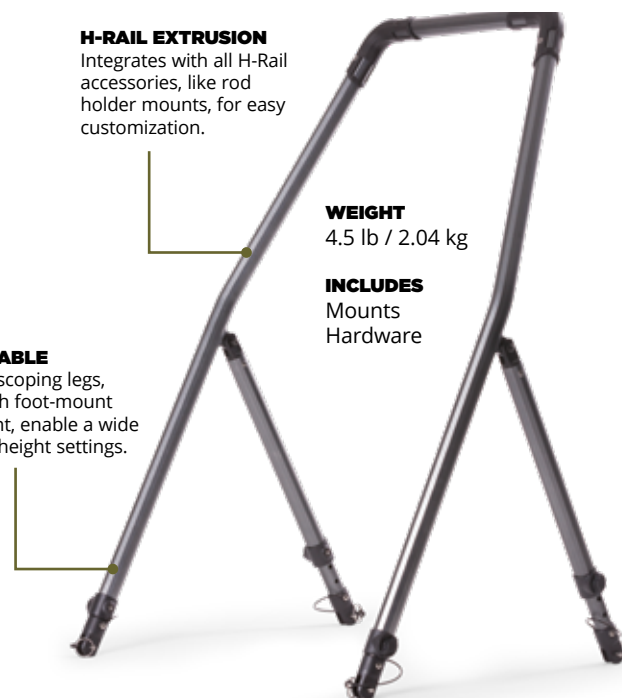 H-RAIL EXTRUSION
Integrates with all H-Rail
accessories, like rod
holder mounts, for easy
customization.
WEIGHT
4.5 lb / 2.04 kg
INCLUDES
Mounts
Hardware
ABLE
scoping legs,
h foot-mount
nt, enable a wide
height settings.